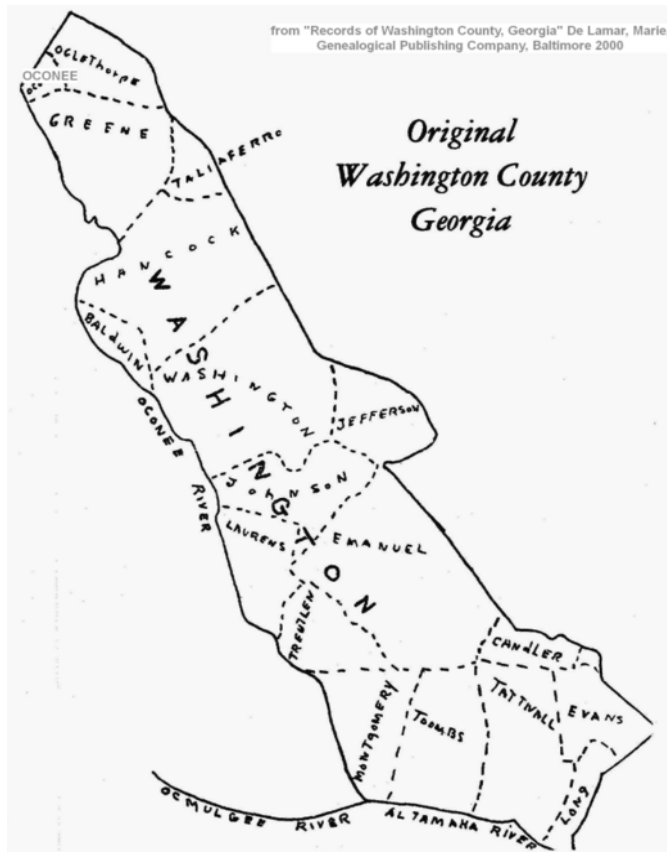 from "Records of Washington County, Georgia" De Lamar, Marie
Genealogical Publishing Company, Baltimore 2000
Original
Washington County
Georgia
OGLEThORPE
OCONEE
GREENE
TALIAFERRO
HANCOCK
WASHINGTON
BALDWIN
WASHINGTON
JEFFERSON
OCONEE
RIVER
JOhNSON
LAURENS
EMANUEL
TREUTLEN
CANDLER
TATTNALL
EVANS
MONTGOMERY
TOOMBS
LONG
OCMULGEE RIVER
ALTAMAHA RIVER